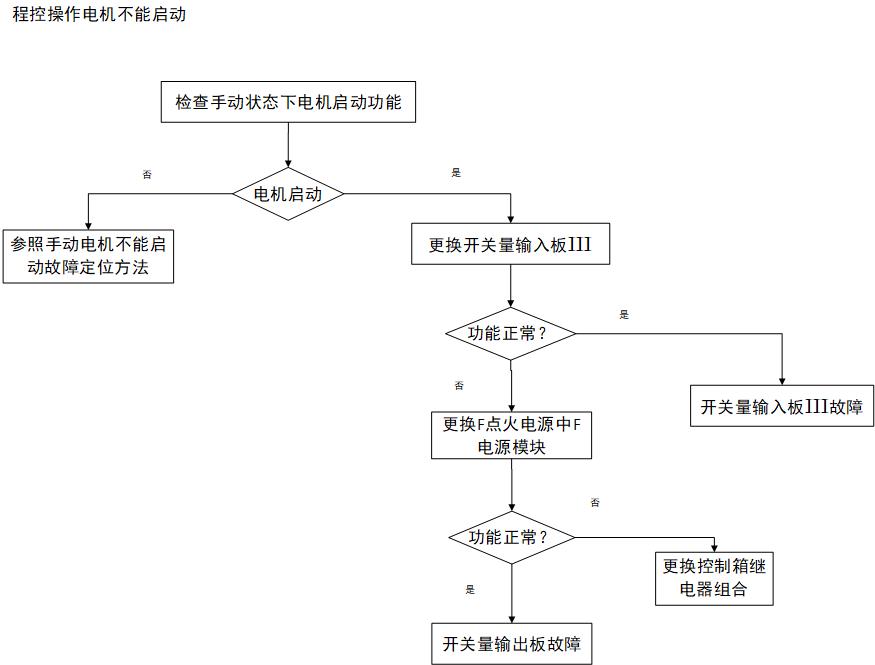 程控操作电机不能启动
检查手动状态下电机启动功能
否
是
电机启动
参照手动电机不能启
动故障定位方法
更换开关量输入板III
是
功能正常？
否
开关量输入板III故障
更换F点火电源中F
电源模块
否
功能正常？
更换控制箱继
电器组合
是
开关量输出板故障